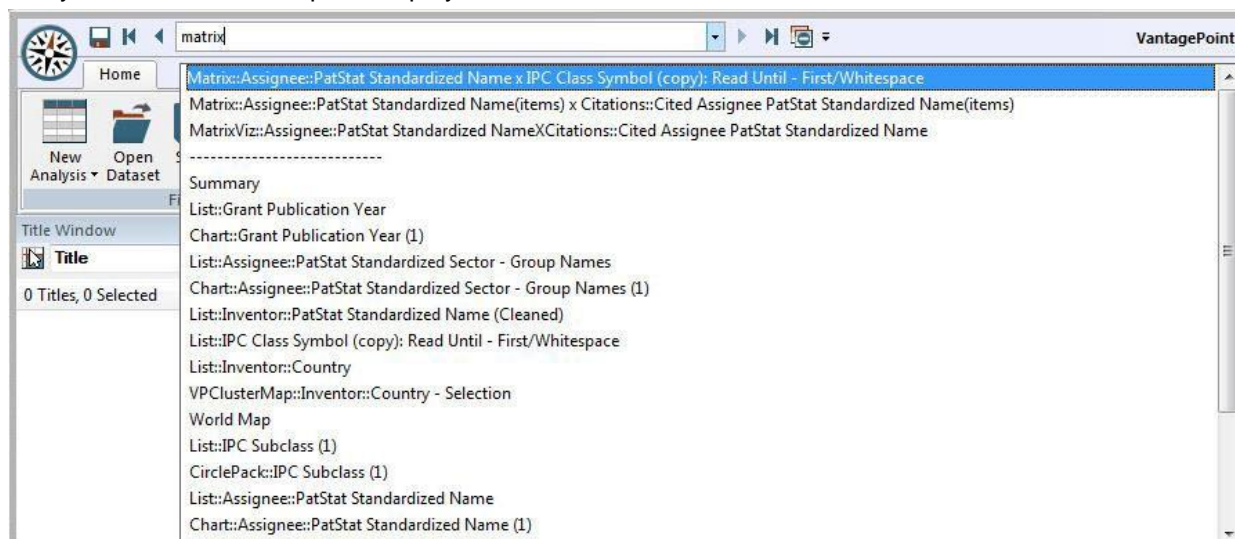 matrix
VantagePoint
Home
Matrix::Assignee::PatStat Standardized Name x IPC Class Symbol (copy): Read Until - First/Whitespace
Matrix::Assignee::PatStat Standardized Name(items) x Citations::Cited Assignee PatStat Standardized Name(items)
MatrixViz::Assignee::PatStat Standardized NameXCitations::Cited Assignee PatStat Standardized Name
----------------------------
Summary
List::Grant Publication Year
Chart::Grant Publication Year (1)
List::Assignee::PatStat Standardized Sector - Group Names
Chart::Assignee::PatStat Standardized Sector - Group Names (1)
List::Inventor::PatStat Standardized Name (Cleaned)
List::IPC Class Symbol (copy): Read Until - First/Whitespace
List::Inventor::Country
VPClusterMap::Inventor::Country - Selection
World Map
List::IPC Subclass (1)
CirclePack::IPC Subclass (1)
List::Assignee::PatStat Standardized Name
Chart::Assignee::PatStat Standardized Name (1)
New Analysis
Open Dataset
Title Window
Title
0 Titles, 0 Selected